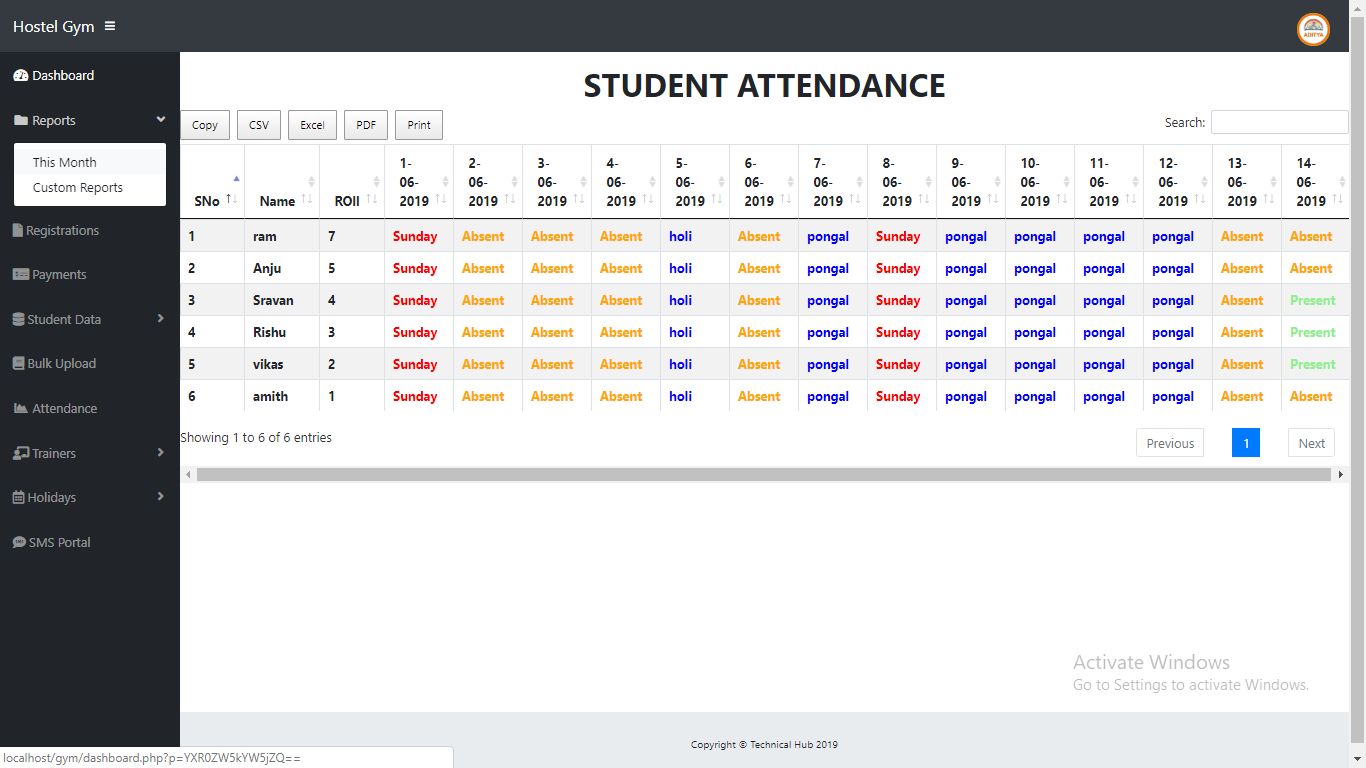 Hostel Gym
ADITYA
Dashboard
Reports
This Month
Custom Reports
Registrations
Payments
Student Data
Bulk Upload
Attendance
Trainers
Holidays
SMS Portal
STUDENT ATTENDANCE
Copy CSV Excel PDF Print Search:
SNo Name ROll 1-06-2019 2-06-2019 3-06-2019 4-06-2019 5-06-2019 6-06-2019 7-06-2019 8-06-2019 9-06-2019 10-06-2019 11-06-2019 12-06-2019 13-06-2019 14-06-2019
1 ram 7 Sunday Absent Absent Absent holi Absent pongal Sunday pongal pongal pongal pongal Absent Absent
2 Anju 5 Sunday Absent Absent Absent holi Absent pongal Sunday pongal pongal pongal pongal Absent Absent
3 Sravan 4 Sunday Absent Absent Absent holi Absent pongal Sunday pongal pongal pongal pongal Absent Present
4 Rishu 3 Sunday Absent Absent Absent holi Absent pongal Sunday pongal pongal pongal pongal Absent Present
5 vikas 2 Sunday Absent Absent Absent holi Absent pongal Sunday pongal pongal pongal pongal Absent Present
6 amith 1 Sunday Absent Absent Absent holi Absent pongal Sunday pongal pongal pongal pongal Absent Absent
Showing 1 to 6 of 6 entries Previous 1 Next
Activate Windows
Go to Settings to activate Windows.
Copyright © Technical Hub 2019
localhost/gym/dashboard.php?p=YXR0ZW5kYW5jZQ==